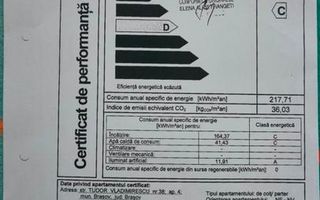 Certificat de performanță
ELENA
C
D
Eficiență energetică scăzută
Consum anual specific de energie [kWh/m²an] 217,71
Indice de emisii echivalent CO₂ [kgCO₂/m²an] 36,03
Consum anual specific de energie
[kWh/m²an] pentru:
Clasă energetică
Încălzire: 164,37 C
Apă caldă de consum: 41,43 C
Climatizare: -
Ventilare mecanică: -
Iluminat artificial: 11,91 A
Consum anual specific de energie din surse regenerabile [kWh/m²an] 0
Date privind apartamentul certificat:
Adresa: str. TUDOR VLADIMIRESCU nr.38; ap.4;
mun. Brașov, jud. Brașov
Tipul apartamentului: de colț/ parter